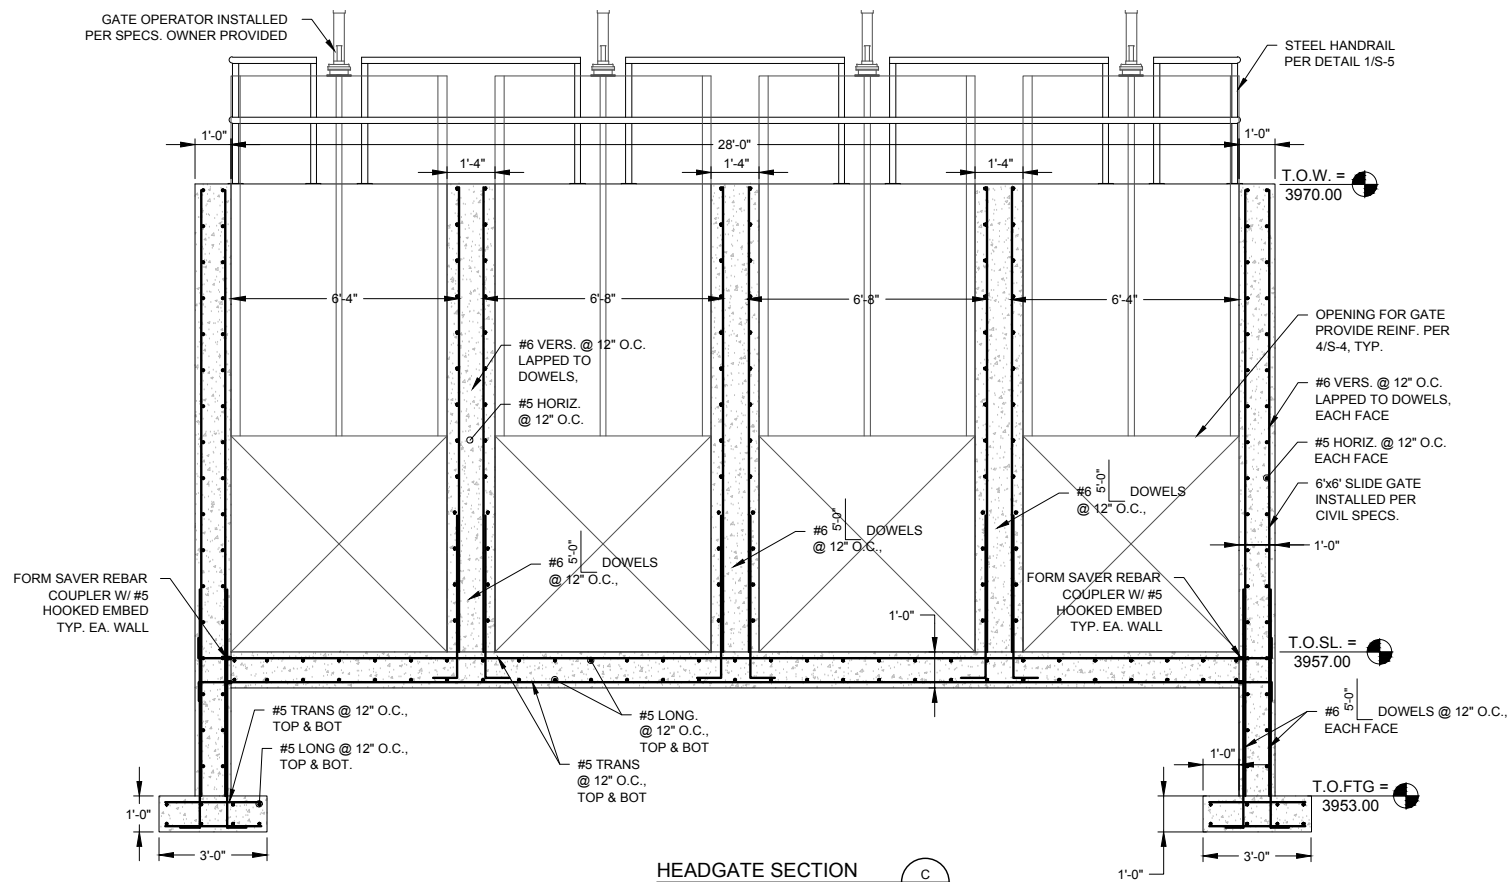 GATE OPERATOR INSTALLED
PER SPECS. OWNER PROVIDED
STEEL HANDRAIL
PER DETAIL 1/S-5
1'-0"
28'-0"
1'-0"
1'-4"
1'-4"
1'-4"
T.O.W. =
3970.00
6'-4"
6'-8"
6'-8"
6'-4"
OPENING FOR GATE
PROVIDE REINF. PER
4/S-4, TYP.
#6 VERS. @ 12" O.C.
LAPPED TO
DOWELS,
#5 HORIZ.
@ 12" O.C.
#6 VERS. @ 12" O.C.
LAPPED TO DOWELS,
EACH FACE
#5 HORIZ. @ 12" O.C.
EACH FACE
6'x6' SLIDE GATE
INSTALLED PER
CIVIL SPECS.
1'-0"
#6 5'-0" DOWELS
@ 12" O.C.,
#6 5'-0" DOWELS
@ 12" O.C.,
#6 5'-0" DOWELS
@ 12" O.C.,
FORM SAVER REBAR
COUPLER W/ #5
HOOKED EMBED
TYP. EA. WALL
FORM SAVER REBAR
COUPLER W/ #5
HOOKED EMBED
TYP. EA. WALL
1'-0"
T.O.SL. =
3957.00
#5 TRANS @ 12" O.C.,
TOP & BOT
#5 LONG @ 12" O.C.,
TOP & BOT.
#5 LONG.
@ 12" O.C.,
TOP & BOT
#5 TRANS
@ 12" O.C.,
TOP & BOT
#6 5'-0" DOWELS @ 12" O.C.,
EACH FACE
1'-0"
T.O.FTG =
3953.00
1'-0"
3'-0"
3'-0"
1'-0"
HEADGATE SECTION
C